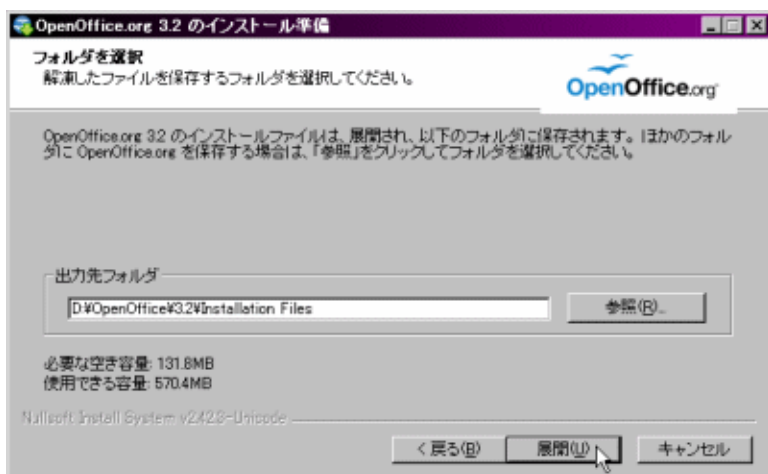 OpenOffice.org 3.2 のインストール準備
フォルダを選択
解凍したファイルを保存するフォルダを選択してください。
OpenOffice.org
OpenOffice.org 3.2 のインストールファイルは、展開され、以下のフォルダに保存されます。ほかのフォル
ダに OpenOffice.org を保存する場合は、「参照」をクリックしてフォルダを選択してください。
出力先フォルダ
D:¥OpenOffice¥3.2¥Installation Files
参照(R)...
必要な空き容量: 131.8MB
使用できる容量: 570.4MB
Nullsoft Install System v2.42.3-Unicode
< 戻る(B)
展開(U)
キャンセル